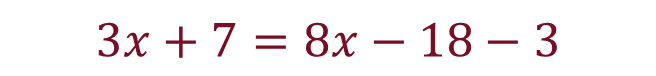 3x + 7 = 8x − 18 − 3